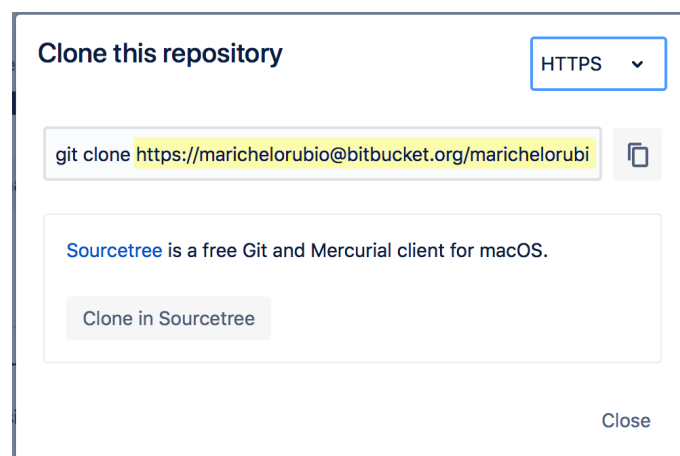 Clone this repository
HTTPS
git clone https://marichelorubio@bitbucket.org/marichelorubi
Sourcetree is a free Git and Mercurial client for macOS.
Clone in Sourcetree
Close